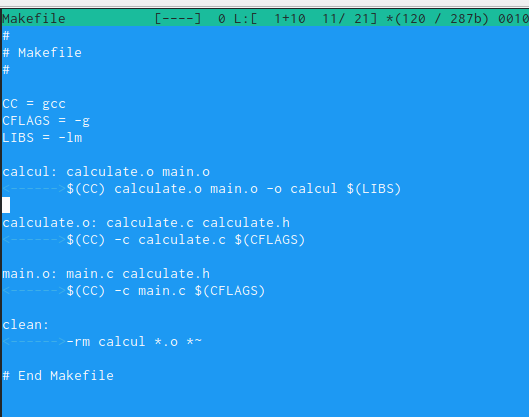 Makefile [----] 0 L:[ 1+10 11/ 21] *(120 / 287b) 0010
#
# Makefile
#
CC = gcc
CFLAGS = -g
LIBS = -lm
calcul: calculate.o main.o
<------>$(CC) calculate.o main.o -o calcul $(LIBS)
calculate.o: calculate.c calculate.h
<------>$(CC) -c calculate.c $(CFLAGS)
main.o: main.c calculate.h
<------>$(CC) -c main.c $(CFLAGS)
clean:
<------>-rm calcul *.o *~
# End Makefile